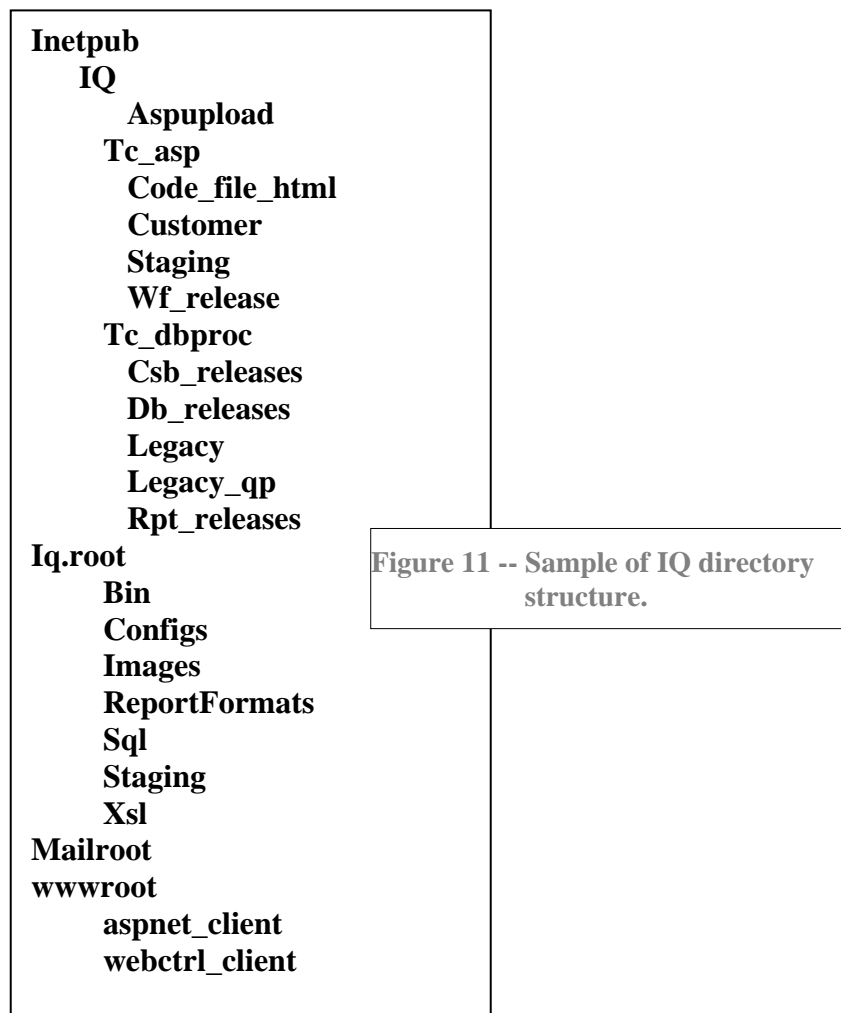 Inetpub
IQ
Aspupload
Tc_asp
Code_file_html
Customer
Staging
Wf_release
Tc_dbproc
Csb_releases
Db_releases
Legacy
Legacy_qp
Rpt_releases
Iq.root
Bin
Configs
Images
ReportFormats
Sql
Staging
Xsl
Mailroot
wwwroot
aspnet_client
webctrl_client
Figure 11 -- Sample of IQ directory
structure.